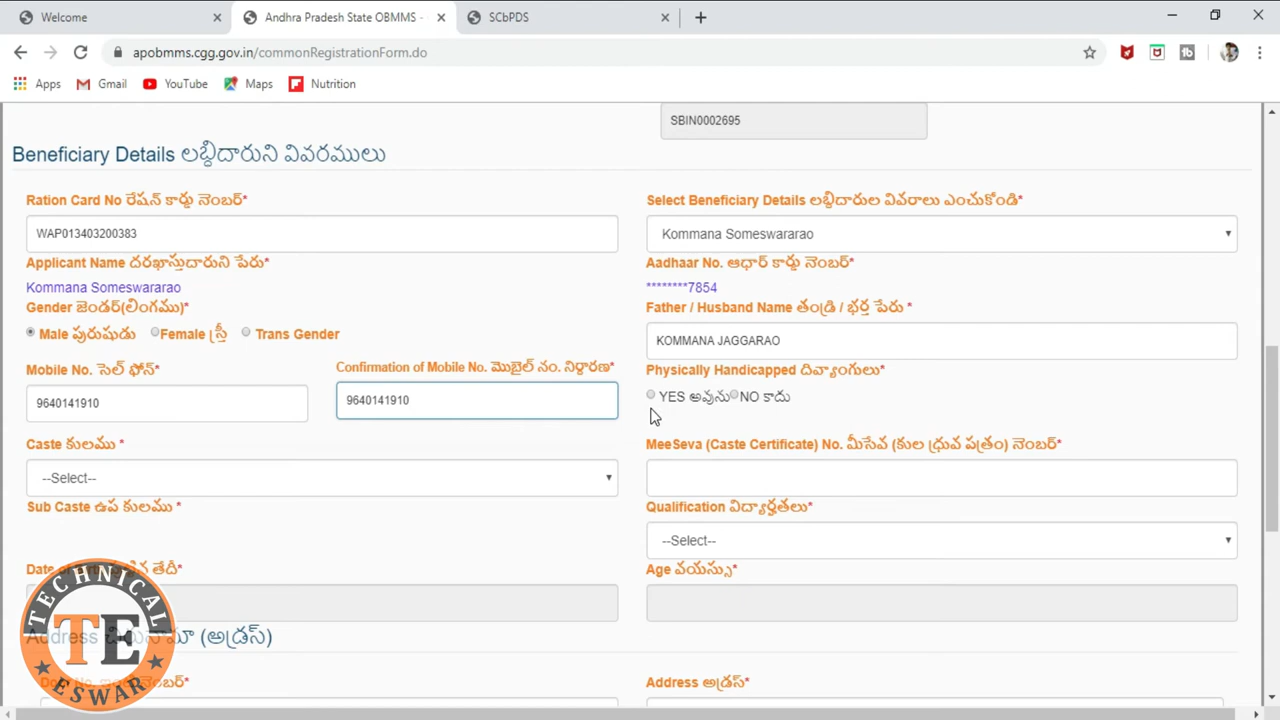 Welcome
Andhra Pradesh State OBMMS -
SCbPDS
apobmms.cgg.gov.in/commonRegistrationForm.do
Apps
Gmail
YouTube
Maps
Nutrition
SBIN0002695
Beneficiary Details లబ్ధిదారుని వివరములు
Ration Card No రేషన్ కార్డు నెంబర్*
Select Beneficiary Details లబ్ధిదారుల వివరాలు ఎంచుకోండి*
WAP013403200383
Kommana Someswararao
Applicant Name దరఖాస్తుదారుని పేరు*
Aadhaar No. ఆధార్ కార్డు నెంబర్*
Kommana Someswararao
********7854
Gender జెండర్(లింగము)*
Father / Husband Name తండ్రి / భర్త పేరు *
Male పురుషుడు Female స్త్రీ Trans Gender
KOMMANA JAGGARAO
Mobile No. సెల్ ఫోన్*
Confirmation of Mobile No. మొబైల్ నం. నిర్ధారణ*
Physically Handicapped దివ్యాంగులు*
9640141910
9640141910
YES అవును NO కాదు
Caste కులము *
MeeSeva (Caste Certificate) No. మీసేవ (కుల ధ్రువ పత్రం) నెంబర్*
--Select--
Sub Caste ఉప కులము *
Qualification విద్యార్హతలు*
--Select--
Date of తేదీ*
Age వయస్సు*
Address (అడ్రస్)
Address అడ్రస్*
TECHNICAL
TE
ESWAR